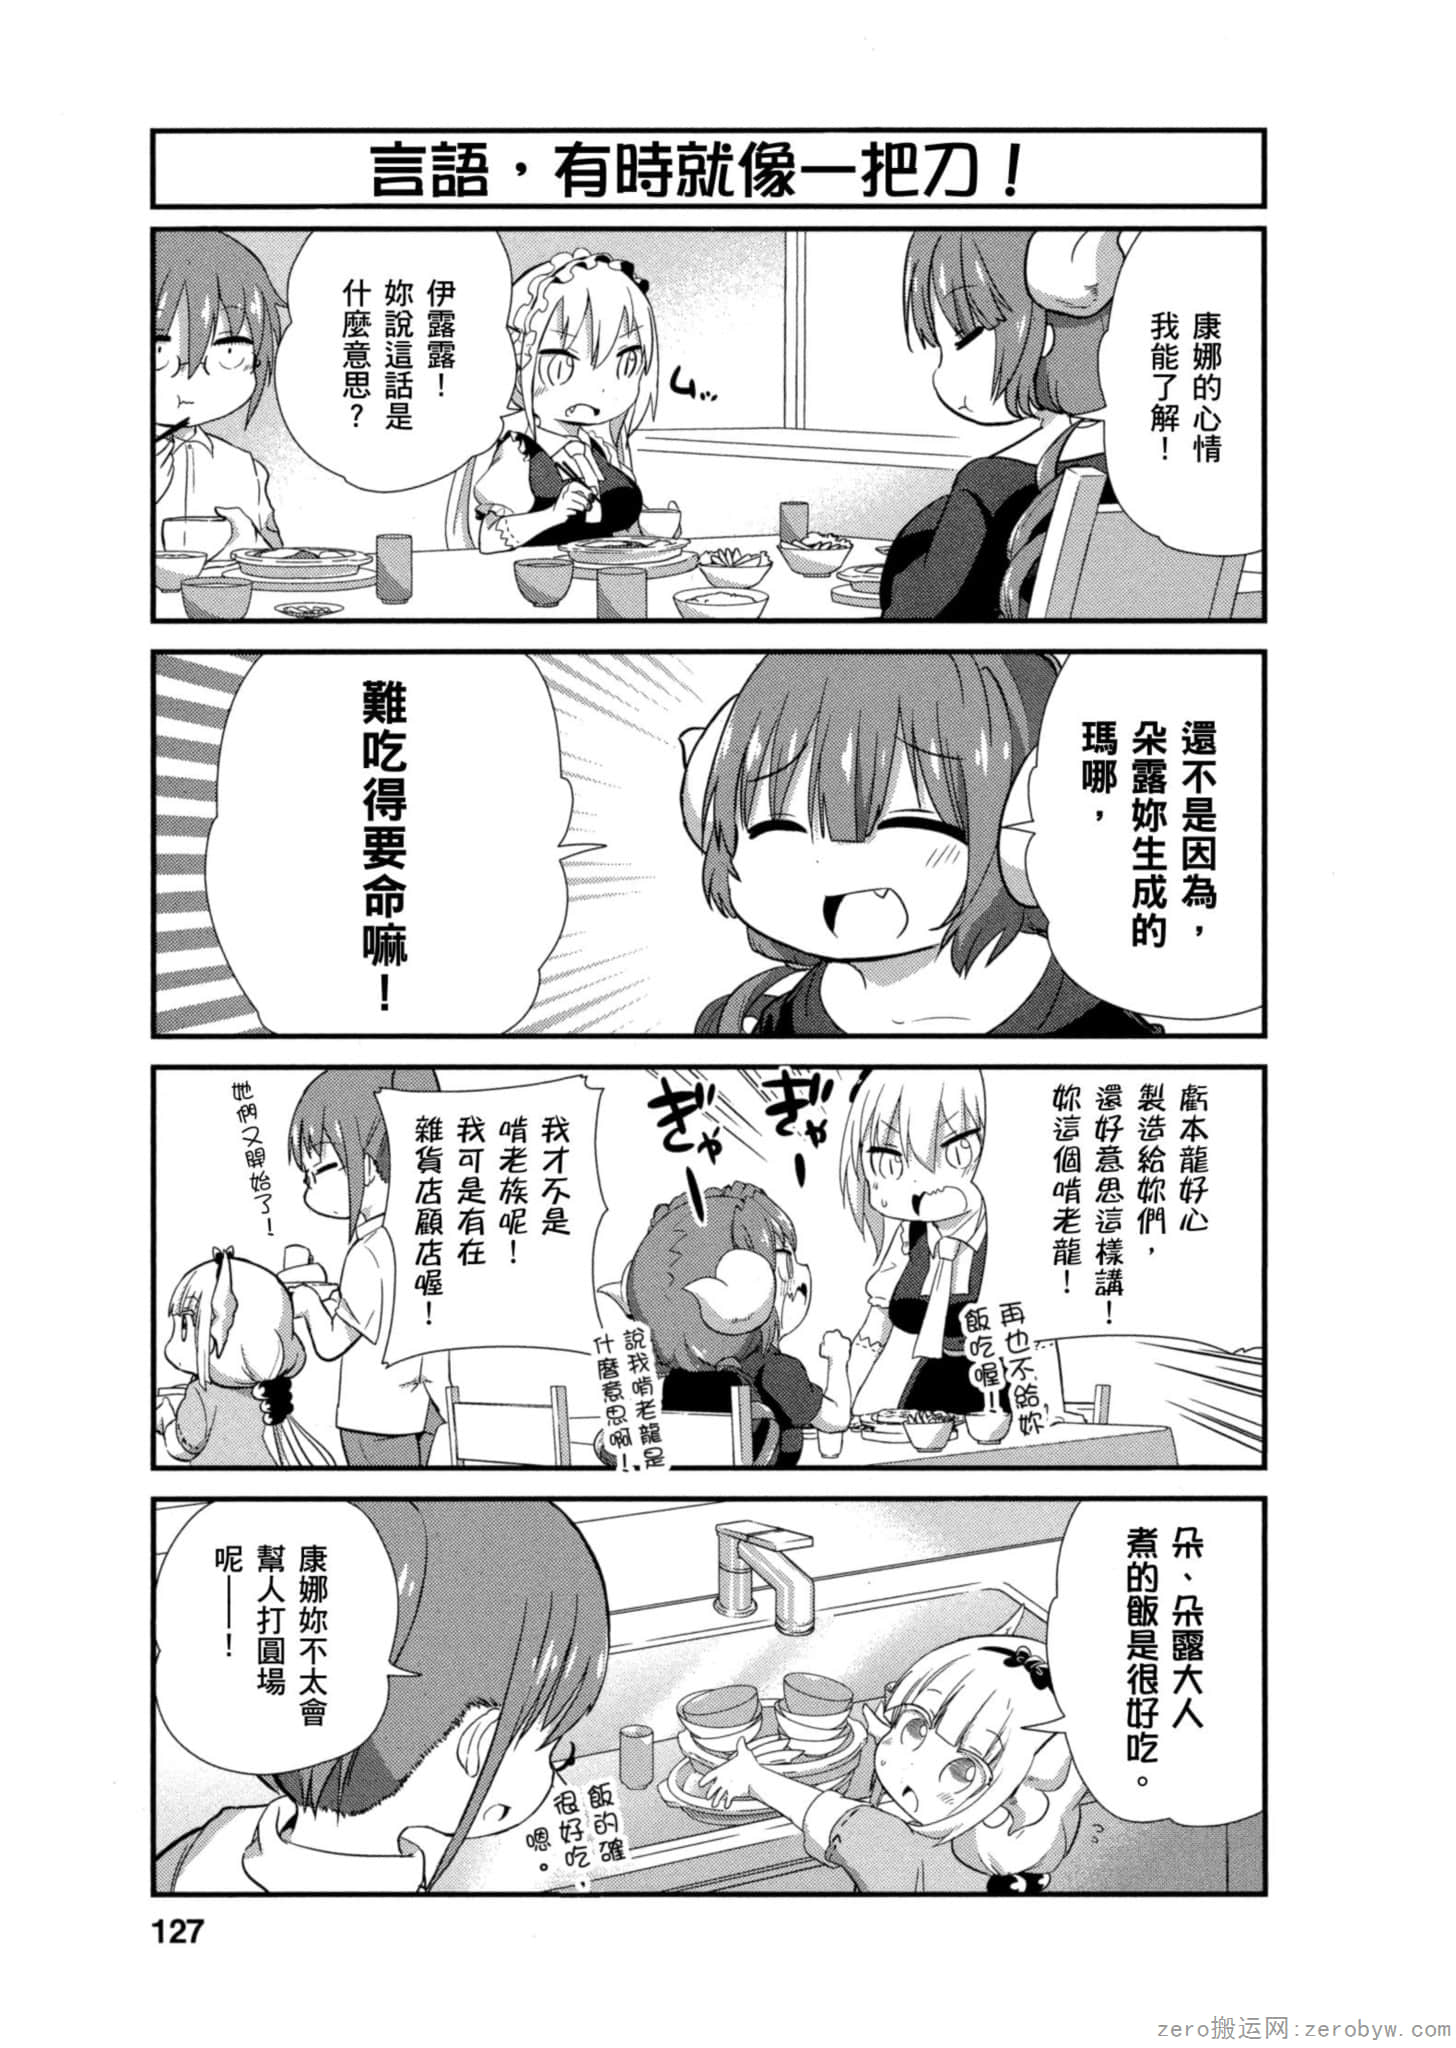 言語，有時就像一把刀！
康娜的心情
我能了解！
ムッ…
伊露露！
妳說這話是
什麼意思？
還不是因為，
朵露妳生成的
瑪哪，
難吃得要命嘛！
虧本龍好心
製造給妳們，
還好意思這樣講！
妳這個啃老龍！
再也不給妳
飯吃喔！
ぎゃー
ぎゃー
說我啃老龍是
什麼意思啊！
我才不是
啃老族呢！
我可是有在
雜貨店顧店喔！
她們又開始了！
朵、朵露大人
煮的飯是很好吃。
飯的確
很好吃，
嗯。
康娜妳不太會
幫人打圓場
呢——！
127
zero搬运网:zerobyw.com